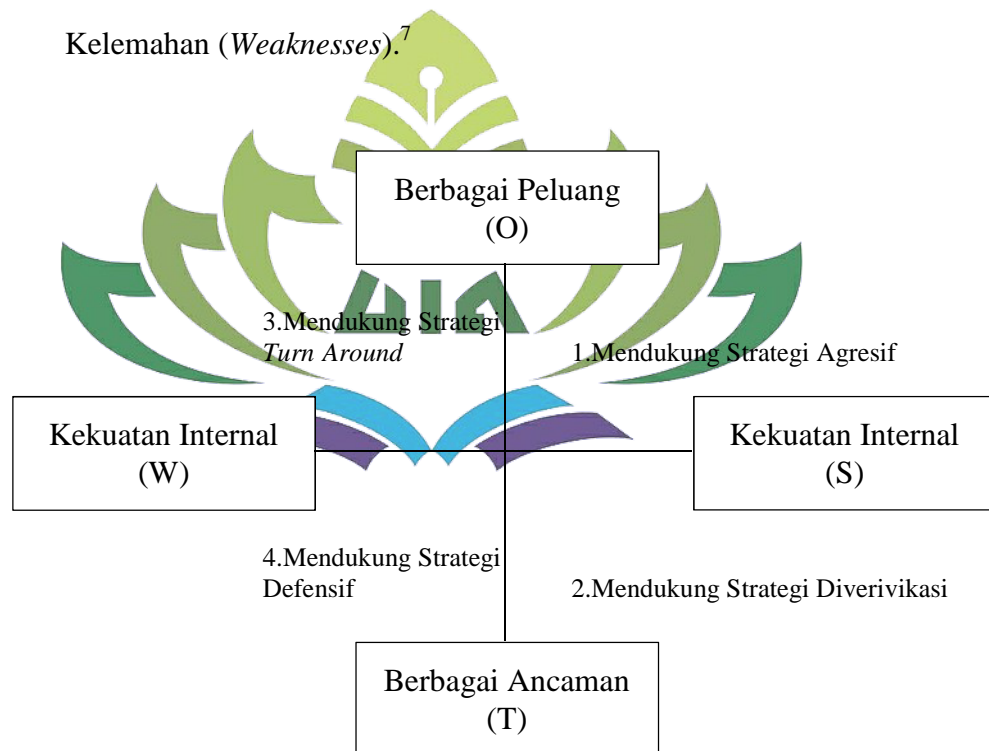 Kelemahan (Weaknesses).7
Berbagai Peluang
(O)
3.Mendukung Strategi
Turn Around
1.Mendukung Strategi Agresif
Kekuatan Internal
(W)
Kekuatan Internal
(S)
4.Mendukung Strategi
Defensif
2.Mendukung Strategi Diverivikasi
Berbagai Ancaman
(T)